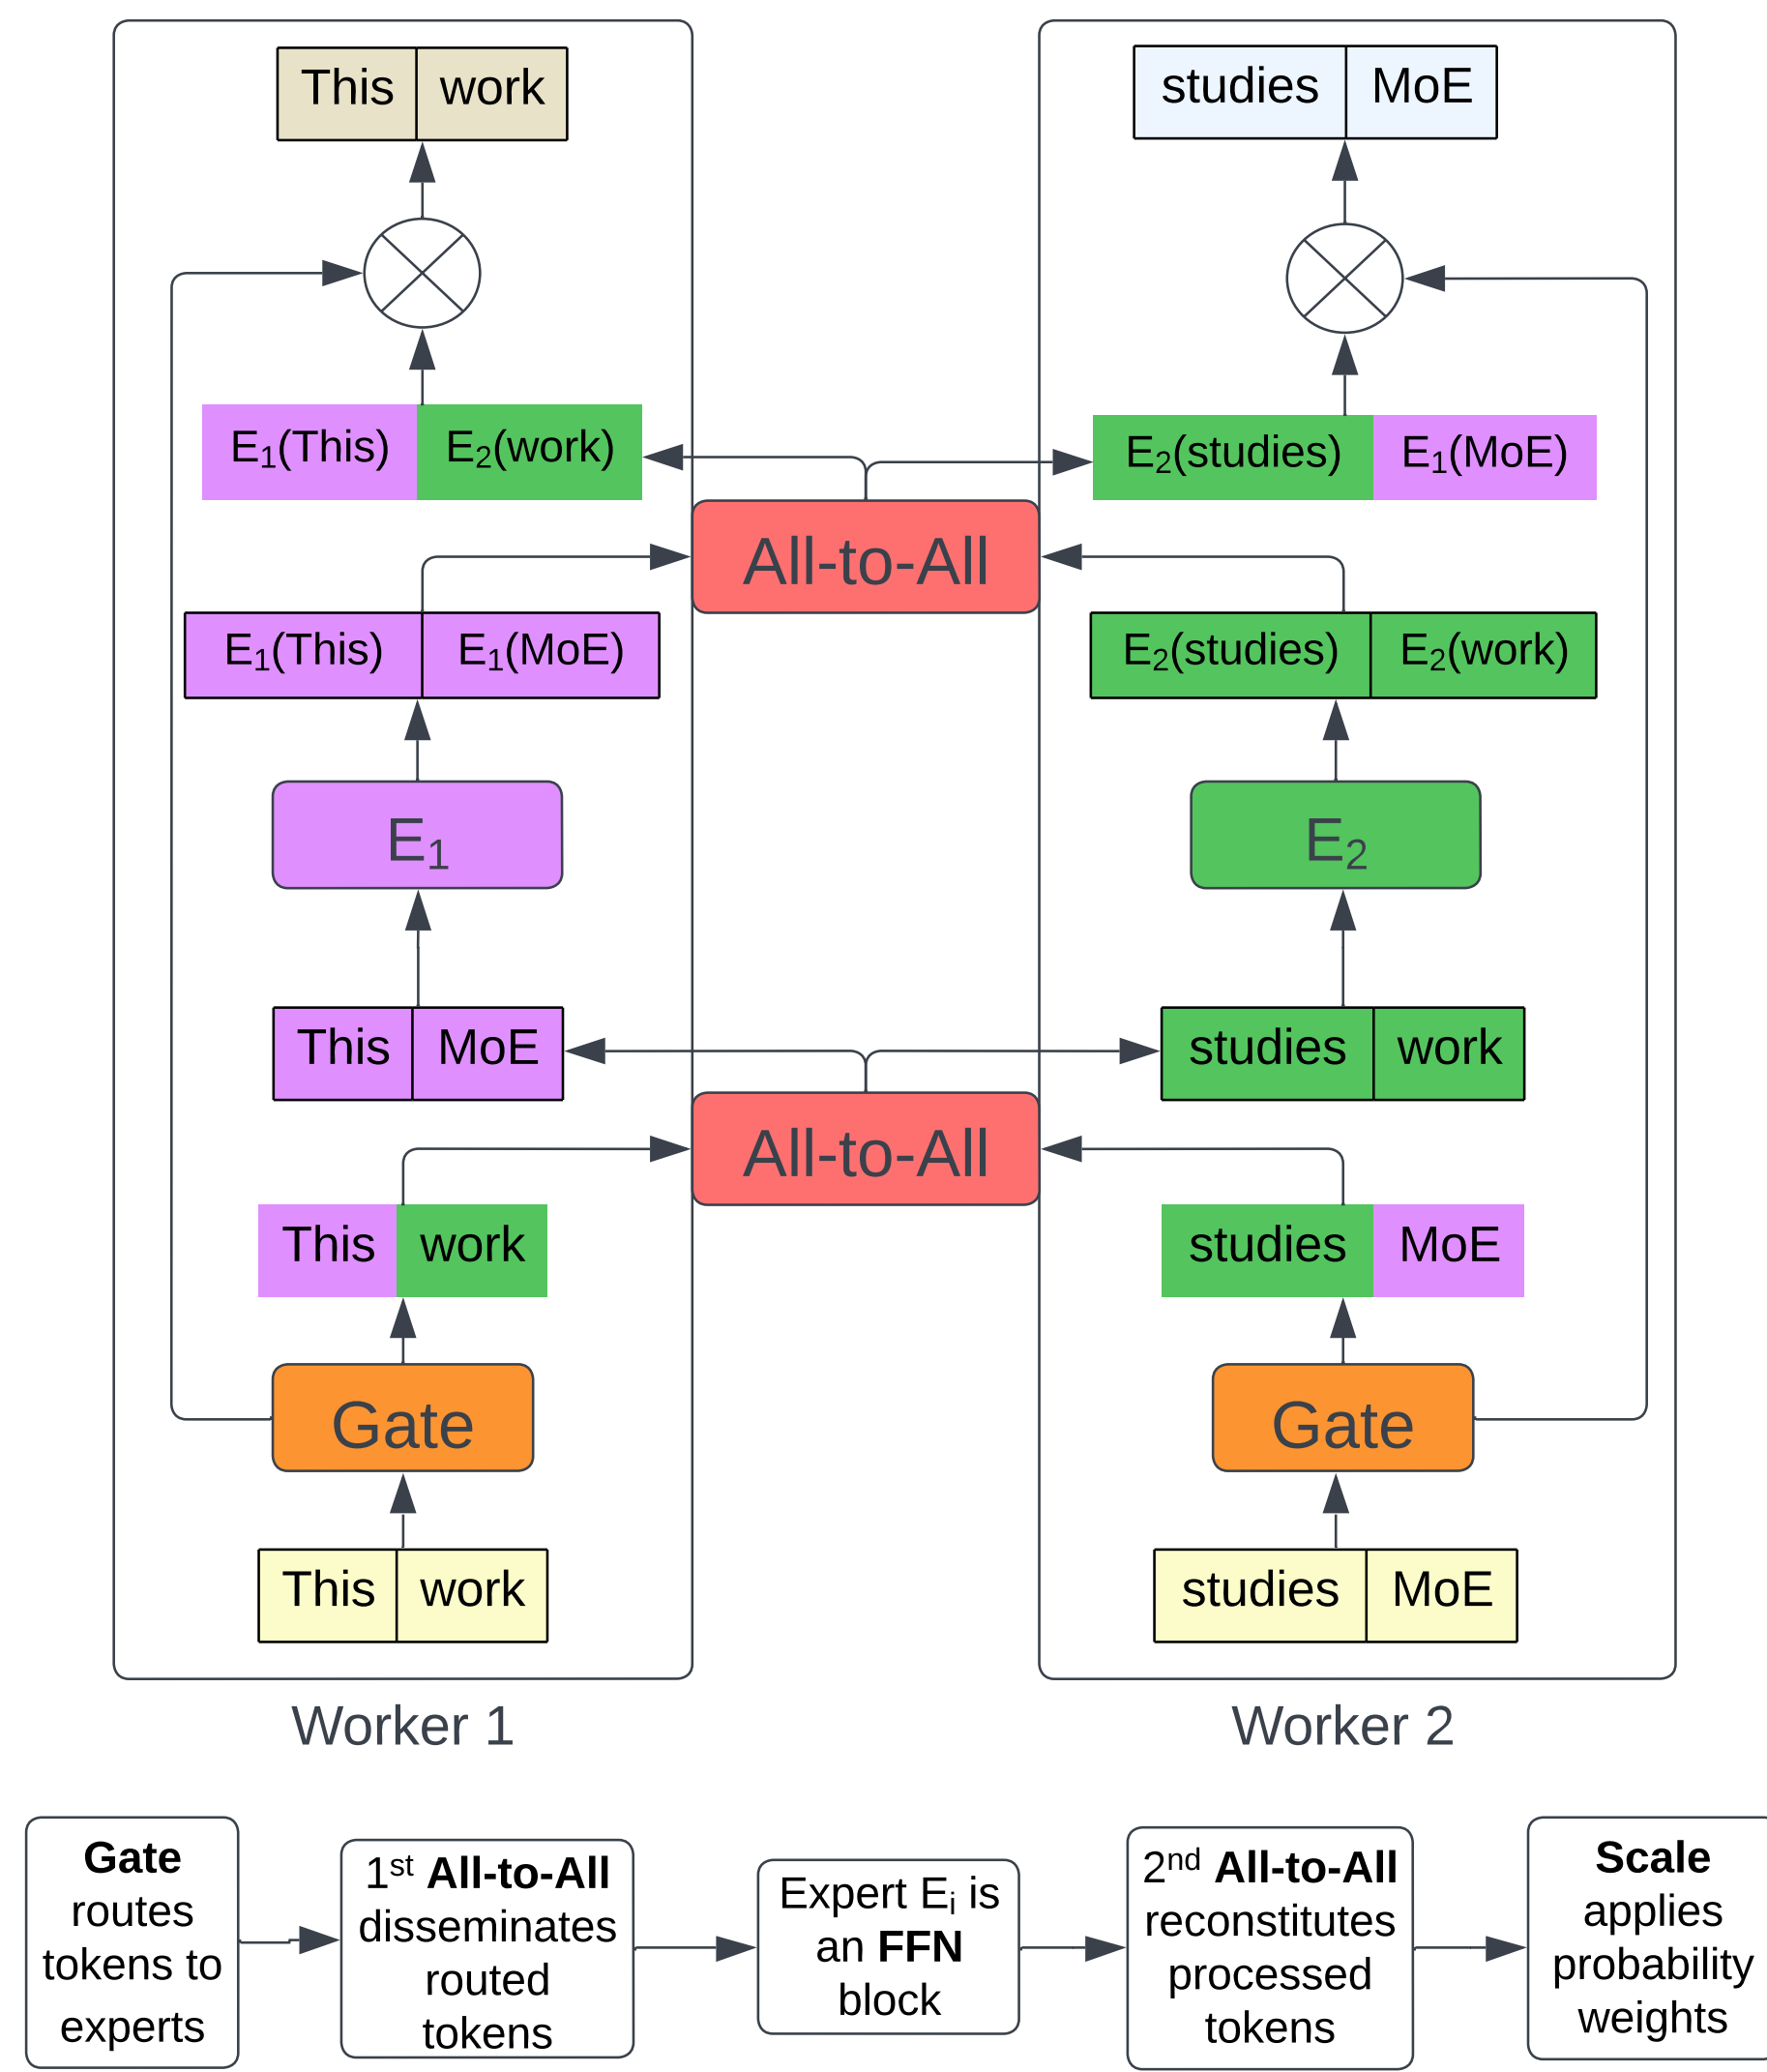 This work
studies MoE
E₁(This) E₂(work)
E₂(studies) E₁(MoE)
All-to-All
E₁(This) E₁(MoE)
E₂(studies) E₂(work)
E₁
E₂
This MoE
studies work
All-to-All
This work
studies MoE
Gate
Gate
This work
studies MoE
Worker 1
Worker 2
Gate
routes
tokens to
experts
1st All-to-All
disseminates
routed
tokens
Expert Eᵢ is
an FFN
block
2nd All-to-All
reconstitutes
processed
tokens
Scale
applies
probability
weights